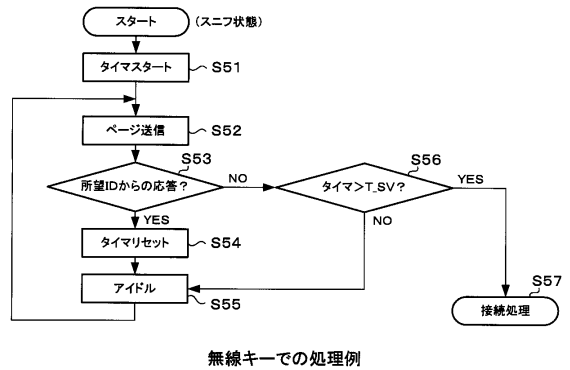 スタート (スニフ状態)
タイマスタート S51
ページ送信 S52
S53
所望IDからの応答？ NO
S56
タイマ>T_SV？ YES
YES
NO
タイマリセット S54
アイドル S55
S57
接続処理
無線キーでの処理例